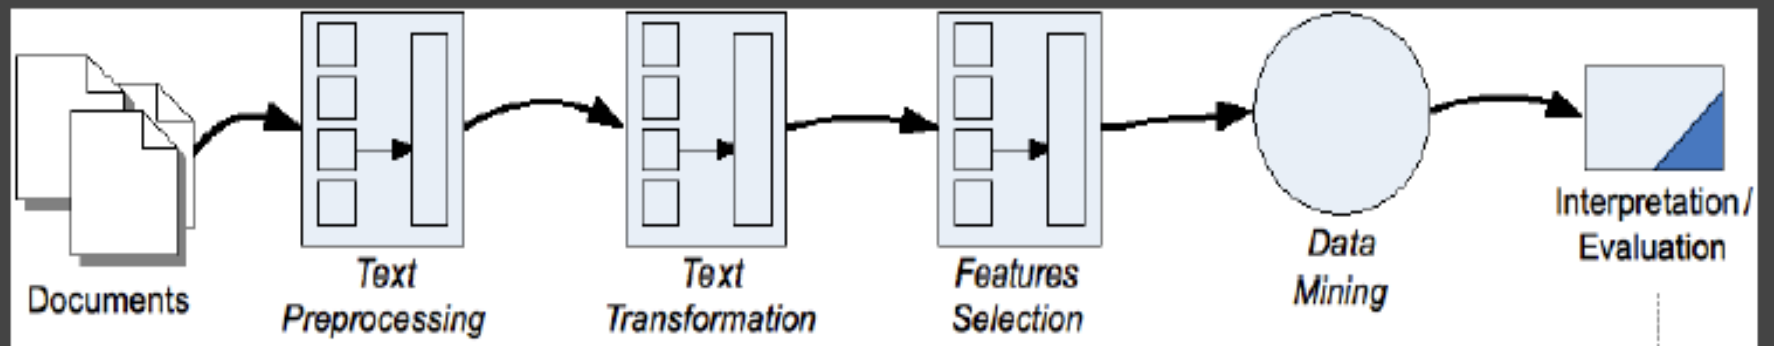 Documents
Text
Preprocessing
Text
Transformation
Features
Selection
Data
Mining
Interpretation/
Evaluation